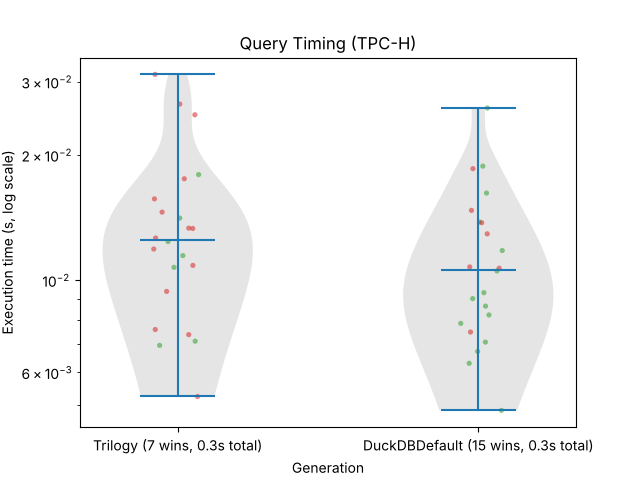 Query Timing (TPC-H)
Execution time (s, log scale)
3 × 10⁻²
2 × 10⁻²
10⁻²
6 × 10⁻³
Trilogy (7 wins, 0.3s total)
DuckDBDefault (15 wins, 0.3s total)
Generation